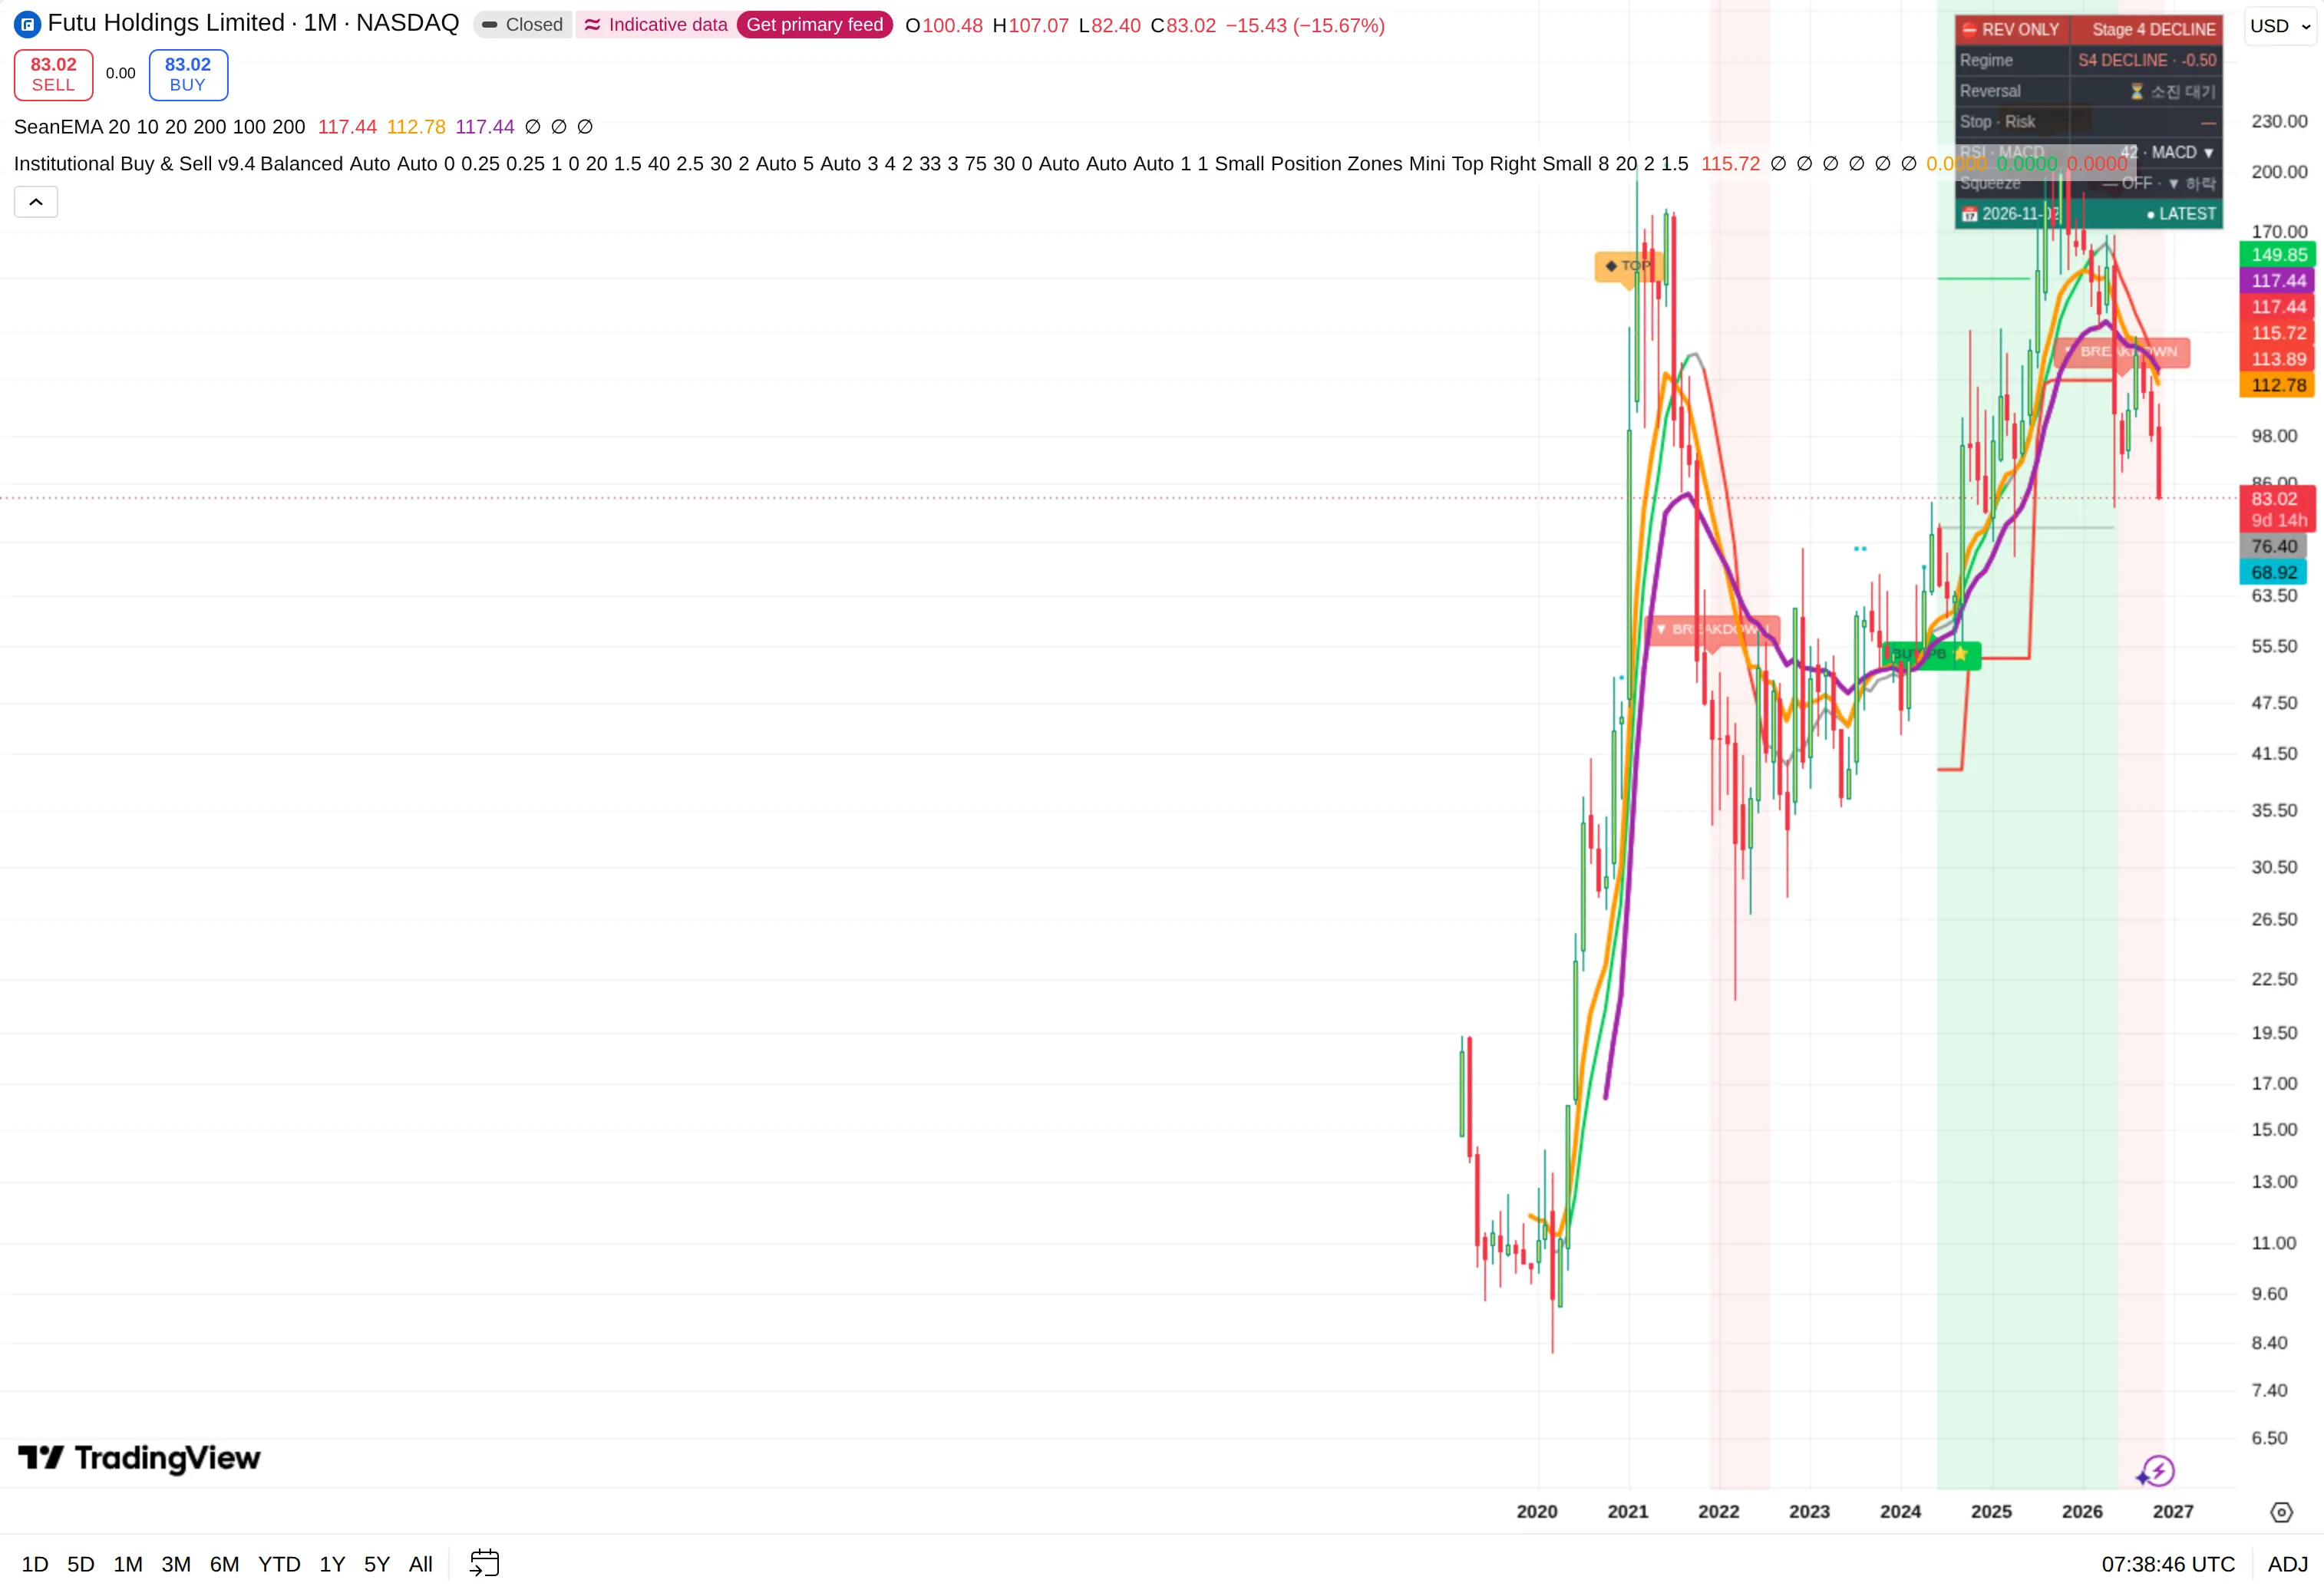 Futu Holdings Limited · 1M · NASDAQ Closed Indicative data Get primary feed O100.48 H107.07 L82.40 C83.02 −15.43 (−15.67%)
83.02 SELL 0.00 83.02 BUY
SeanEMA 20 10 20 200 100 200 117.44 112.78 117.44 ∅ ∅ ∅
Institutional Buy & Sell v9.4 Balanced Auto Auto 0 0.25 0.25 1 0 20 1.5 40 2.5 30 2 Auto 5 Auto 3 4 2 33 3 75 30 0 Auto Auto Auto 1 1 Small Position Zones Mini Top Right Small 8 20 2 1.5 115.72 ∅ ∅ ∅ ∅ ∅ ∅ 0.0000 0.0000 0.0000
⛔ REV ONLY Stage 4 DECLINE
Regime S4 DECLINE · -0.50
Reversal ⏳ 소진 대기
Stop · Risk —
RSI · MACD 42 · MACD ▼
Squeeze — OFF · ▼ 하락
📅 2026-11-02 ● LATEST
USD
◆ TOP
▼ BREAKDOWN
BUY PB ⭐
▼ BREAKDOWN
230.00
200.00
170.00
149.85
117.44
117.44
115.72
113.89
112.78
98.00
86.00
83.02
9d 14h
76.40
68.92
63.50
55.50
47.50
41.50
35.50
30.50
26.50
22.50
19.50
17.00
15.00
13.00
11.00
9.60
8.40
7.40
6.50
TradingView
2020 2021 2022 2023 2024 2025 2026 2027
1D 5D 1M 3M 6M YTD 1Y 5Y All 07:38:46 UTC ADJ